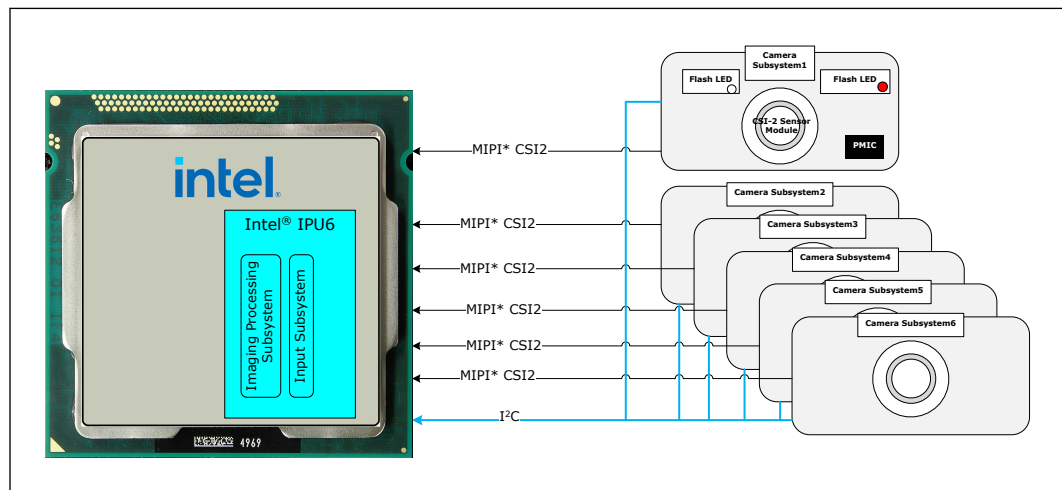 Camera
Subsystem1
Flash LED
Flash LED
CSI-2 Sensor
Module
PMIC
MIPI* CSI2
intel.
Intel® IPU6
Imaging Processing
Subsystem
Input Subsystem
MIPI* CSI2
Camera Subsystem2
MIPI* CSI2
Camera Subsystem3
MIPI* CSI2
Camera Subsystem4
MIPI* CSI2
Camera Subsystem5
MIPI* CSI2
Camera Subsystem6
I²C
4969